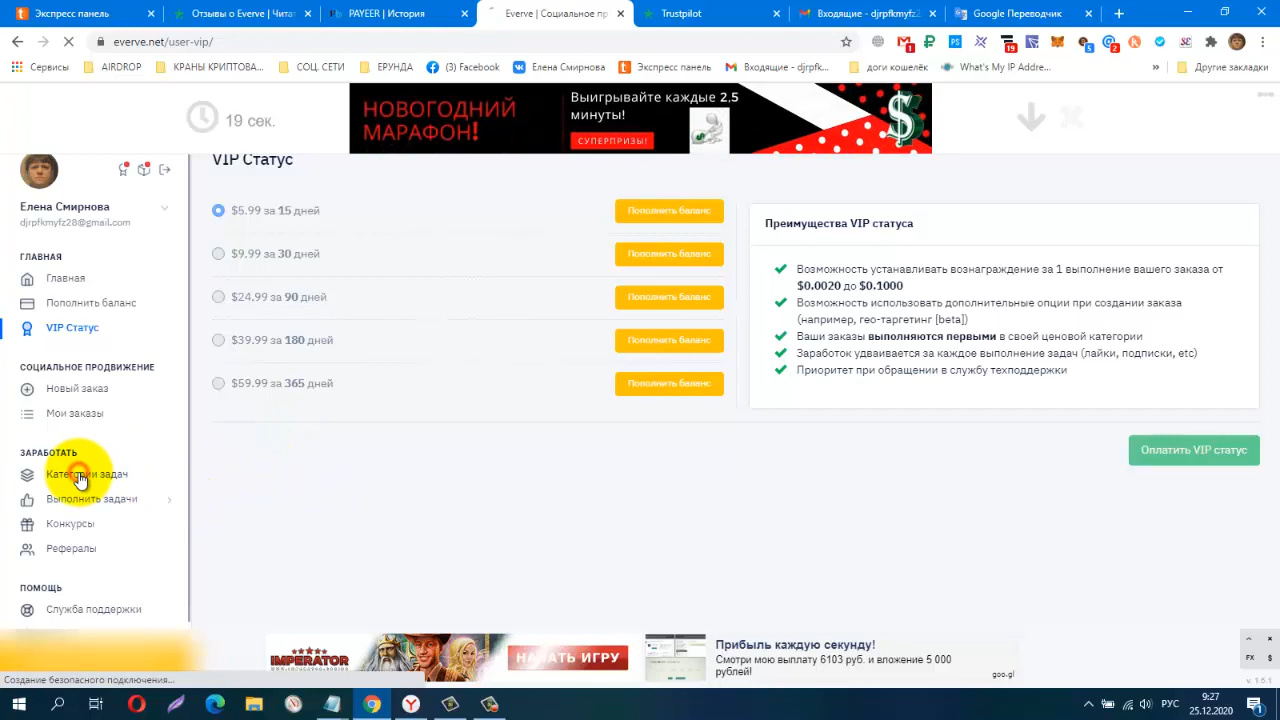 Экспресс панель
Отзывы о Everve | Читат
PAYEER | История
Everve | Социальное пр
Trustpilot
Входящие - djrpfkmyfz2
Google Переводчик
everve.net/user-vip/
Сервисы
AIRDROP
КРАНЫ КРИПТОВА...
СОЦ. СЕТИ
ЕРУНДА
(3) Facebook
Елена Смирнова
Экспресс панель
Входящие - djrpfk...
доги кошелёк
What's My IP Addre...
Другие закладки
19 сек.
НОВОГОДНИЙ
МАРАФОН!
Выигрывайте каждые 2.5
минуты!
СУПЕРПРИЗЫ!
VIP Статус
Елена Смирнова
djrpfkmyfz28@gmail.com
ГЛАВНАЯ
Главная
Пополнить баланс
VIP Статус
СОЦИАЛЬНОЕ ПРОДВИЖЕНИЕ
Новый заказ
Мои заказы
ЗАРАБОТАТЬ
Категории задач
Выполнить задачи
Конкурсы
Рефералы
ПОМОЩЬ
Служба поддержки
$5.99 за 15 дней
Пополнить баланс
$9.99 за 30 дней
Пополнить баланс
$24.99 за 90 дней
Пополнить баланс
$39.99 за 180 дней
Пополнить баланс
$59.99 за 365 дней
Пополнить баланс
Преимущества VIP статуса
Возможность устанавливать вознаграждение за 1 выполнение вашего заказа от
$0.0020 до $0.1000
Возможность использовать дополнительные опции при создании заказа
(например, гео-таргетинг [beta])
Ваши заказы выполняются первыми в своей ценовой категории
Заработок удваивается за каждое выполнение задач (лайки, подписки, etc)
Приоритет при обращении в службу техподдержки
Оплатить VIP статус
IMPERATOR
НАЧАТЬ ИГРУ
Прибыль каждую секунду!
Смотри мою выплату 6103 руб. и вложение 5 000
рублей!
goo.gl
FX $
v. 1.5.1
Создание безопасного подключения...
РУС
9:27
25.12.2020